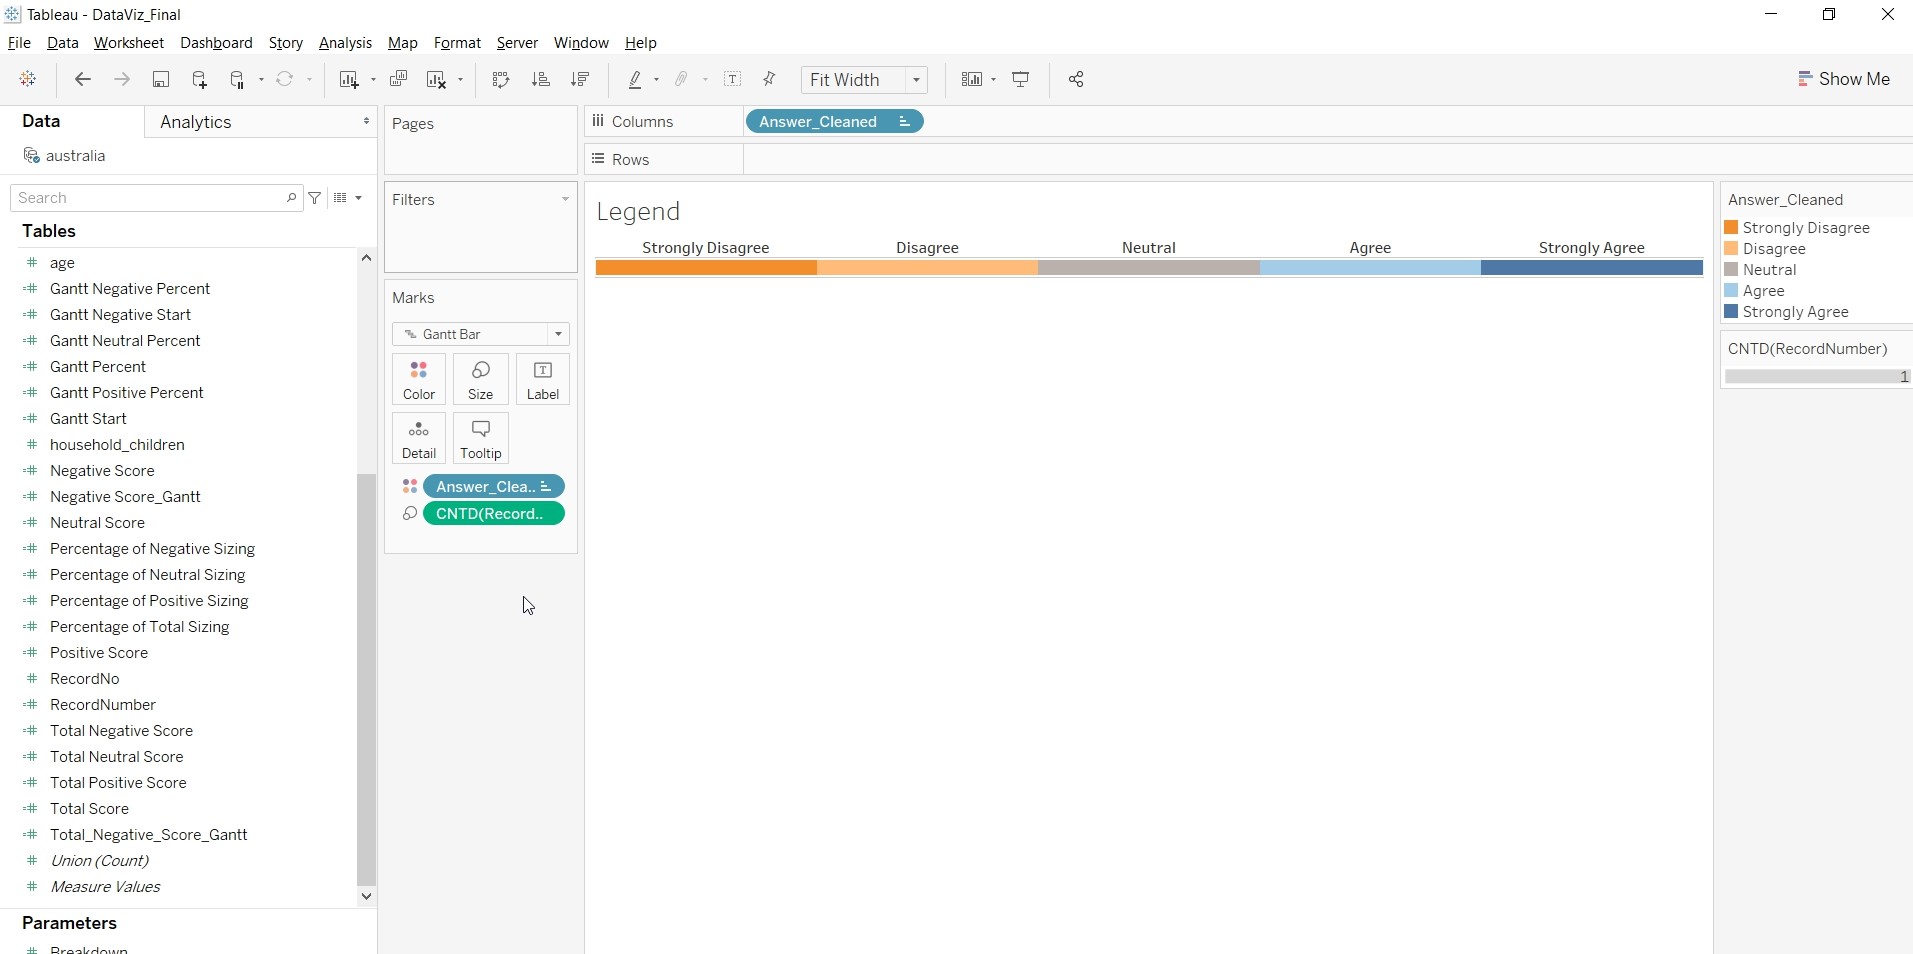 Tableau - DataViz_Final
File Data Worksheet Dashboard Story Analysis Map Format Server Window Help
Fit Width
Show Me
Data
Analytics
australia
Search
Tables
age
Gantt Negative Percent
Gantt Negative Start
Gantt Neutral Percent
Gantt Percent
Gantt Positive Percent
Gantt Start
household_children
Negative Score
Negative Score_Gantt
Neutral Score
Percentage of Negative Sizing
Percentage of Neutral Sizing
Percentage of Positive Sizing
Percentage of Total Sizing
Positive Score
RecordNo
RecordNumber
Total Negative Score
Total Neutral Score
Total Positive Score
Total Score
Total_Negative_Score_Gantt
Union (Count)
Measure Values
Parameters
Breakdown
Pages
Filters
Marks
Gantt Bar
Color Size Label
Detail Tooltip
Answer_Clea..
CNTD(Record..
Columns
Answer_Cleaned
Rows
Legend
Strongly Disagree Disagree Neutral Agree Strongly Agree
Answer_Cleaned
Strongly Disagree
Disagree
Neutral
Agree
Strongly Agree
CNTD(RecordNumber)
1